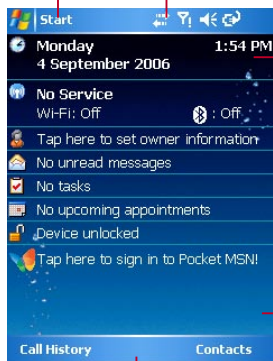 Start
Monday 1:54 PM
4 September 2006
No Service
Wi-Fi: Off : Off
Tap here to set owner information
No unread messages
No tasks
No upcoming appointments
Device unlocked
Tap here to sign in to Pocket MSN!
Call History Contacts